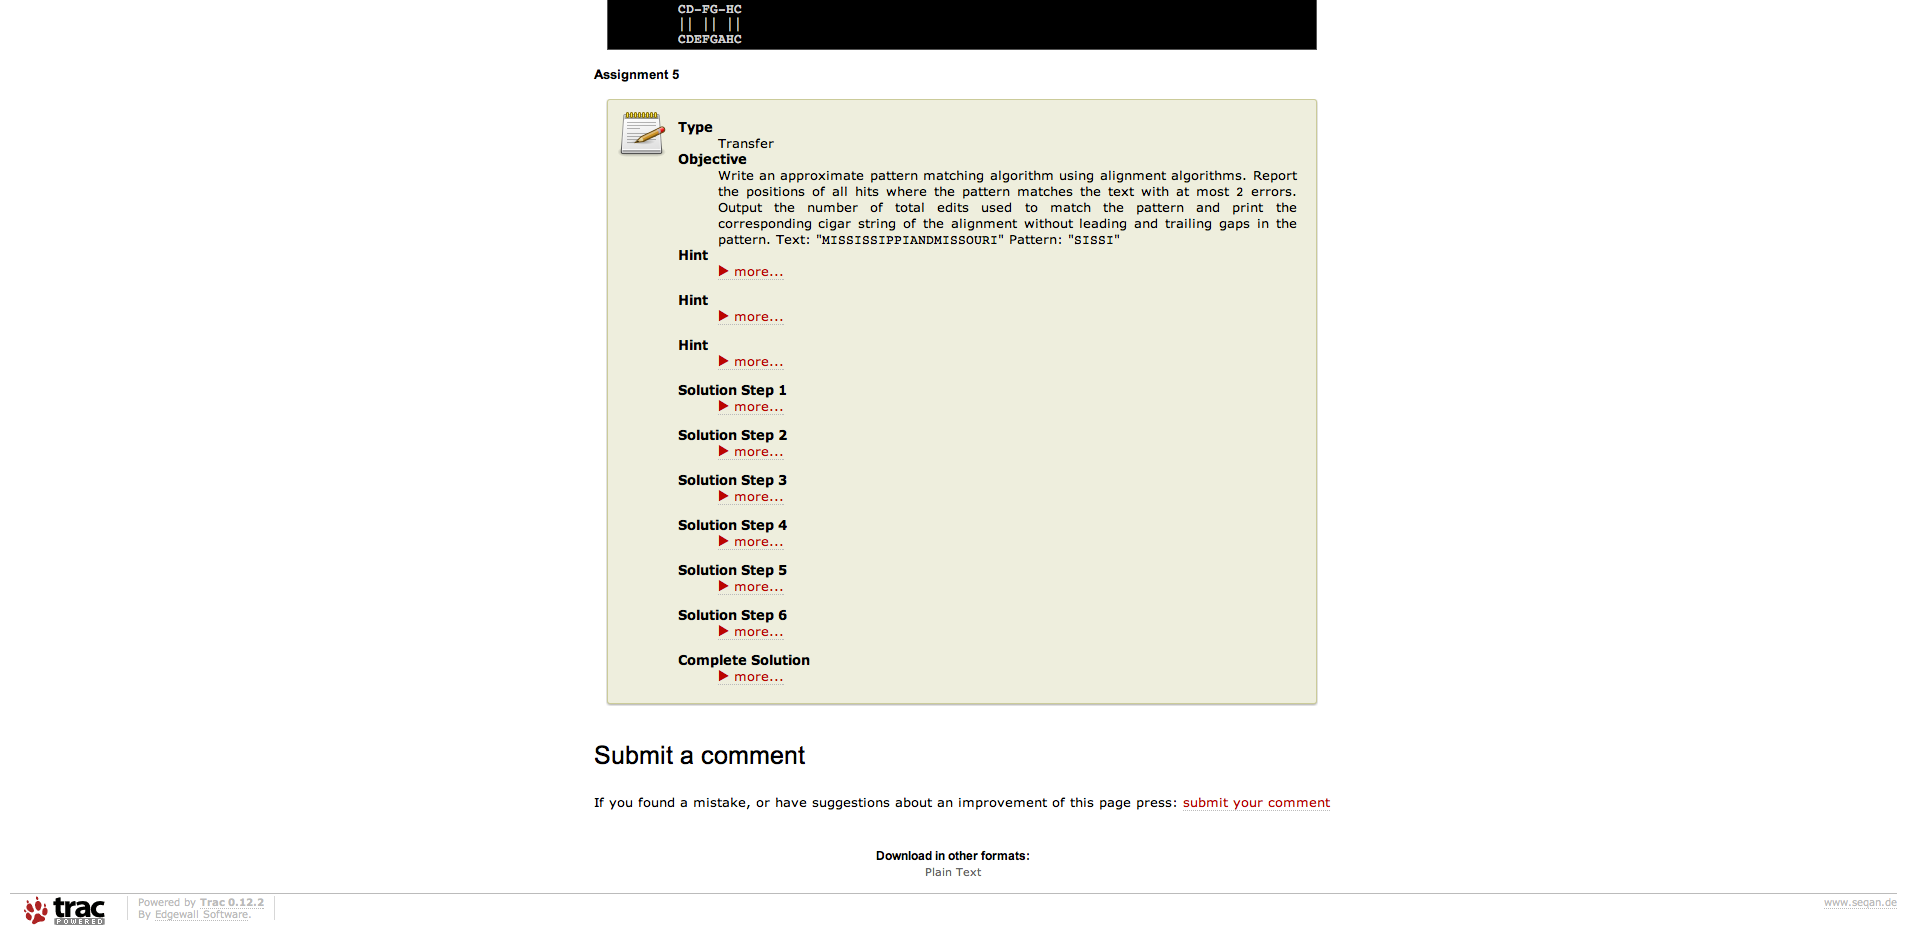 CD-FG-HC
|| || ||
CDEFGAHC
Assignment 5
Type
Transfer
Objective
Write an approximate pattern matching algorithm using alignment algorithms. Report
the positions of all hits where the pattern matches the text with at most 2 errors.
Output the number of total edits used to match the pattern and print the
corresponding cigar string of the alignment without leading and trailing gaps in the
pattern. Text: "MISSISSIPPIANDMISSOURI" Pattern: "SISSI"
Hint
▶ more...
Hint
▶ more...
Hint
▶ more...
Solution Step 1
▶ more...
Solution Step 2
▶ more...
Solution Step 3
▶ more...
Solution Step 4
▶ more...
Solution Step 5
▶ more...
Solution Step 6
▶ more...
Complete Solution
▶ more...
Submit a comment
If you found a mistake, or have suggestions about an improvement of this page press: submit your comment
Download in other formats:
Plain Text
trac
POWERED
Powered by Trac 0.12.2
By Edgewall Software.
www.seqan.de